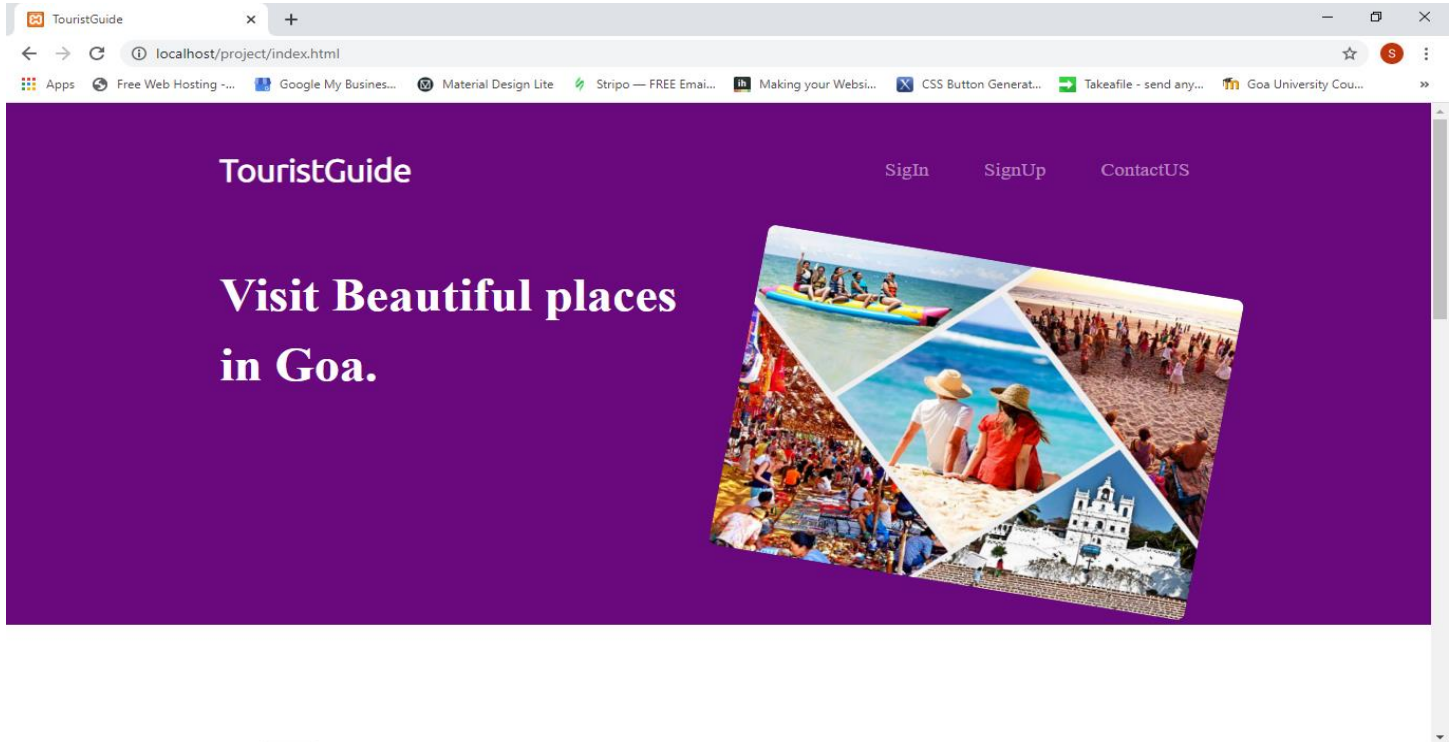 TouristGuide
localhost/project/index.html
Apps Free Web Hosting -... Google My Busines... Material Design Lite Stripo — FREE Emai... Making your Websi... CSS Button Generat... Takeafile - send any... Goa University Cou... »
TouristGuide SigIn SignUp ContactUS
Visit Beautiful places
in Goa.